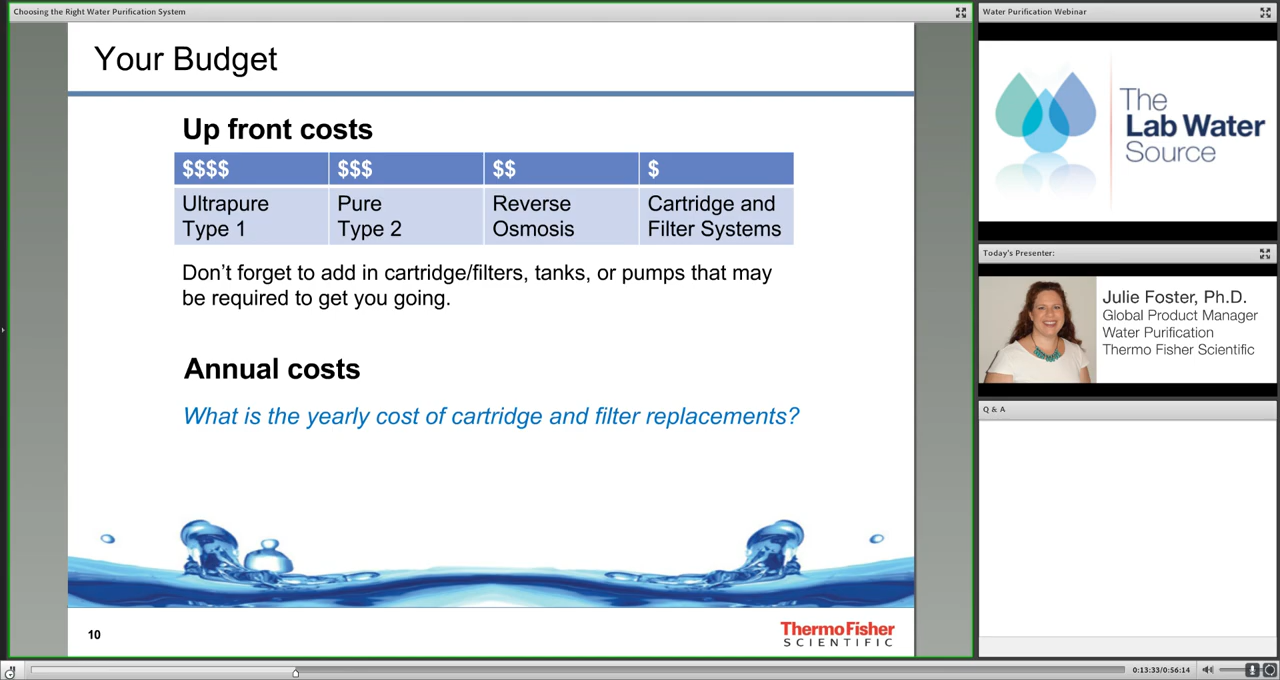 Choosing the Right Water Purification System
Your Budget
Up front costs
$$$$ $$$ $$ $
Ultrapure Pure Reverse Cartridge and
Type 1 Type 2 Osmosis Filter Systems
Don’t forget to add in cartridge/filters, tanks, or pumps that may
be required to get you going.
Annual costs
What is the yearly cost of cartridge and filter replacements?
10
ThermoFisher
SCIENTIFIC
Water Purification Webinar
The
Lab Water
Source
Today's Presenter:
Julie Foster, Ph.D.
Global Product Manager
Water Purification
Thermo Fisher Scientific
Q & A
0:13:33/0:56:14